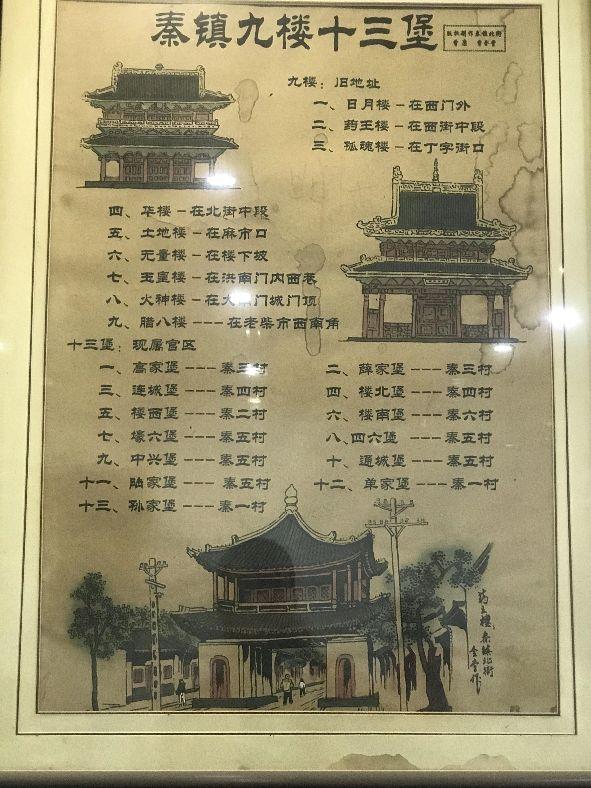 秦镇九楼十三堡
九楼：旧地址
一、日月楼－在西门外
二、药王楼－在西街中段
三、孤魂楼－在丁字街口
四、华楼－在北街中段
五、土地楼－在麻市口
六、无量楼－在楼下坡
七、玉皇楼－在洪南门内西巷
八、火神楼－在大南门城门顶
九、腊八楼----在老柴市西南角
十三堡：现属官区
一、高家堡----秦三村
二、薛家堡----秦三村
三、连城堡----秦四村
四、楼北堡----秦四村
五、楼西堡----秦二村
六、楼南堡----秦六村
七、壕六堡----秦五村
八、四六堡----秦五村
九、中兴堡----秦五村
十、通城堡----秦五村
十一、家堡----秦五村
十二、单家堡----秦一村
十三、孙家堡----秦一村
药王楼 秦镇北街